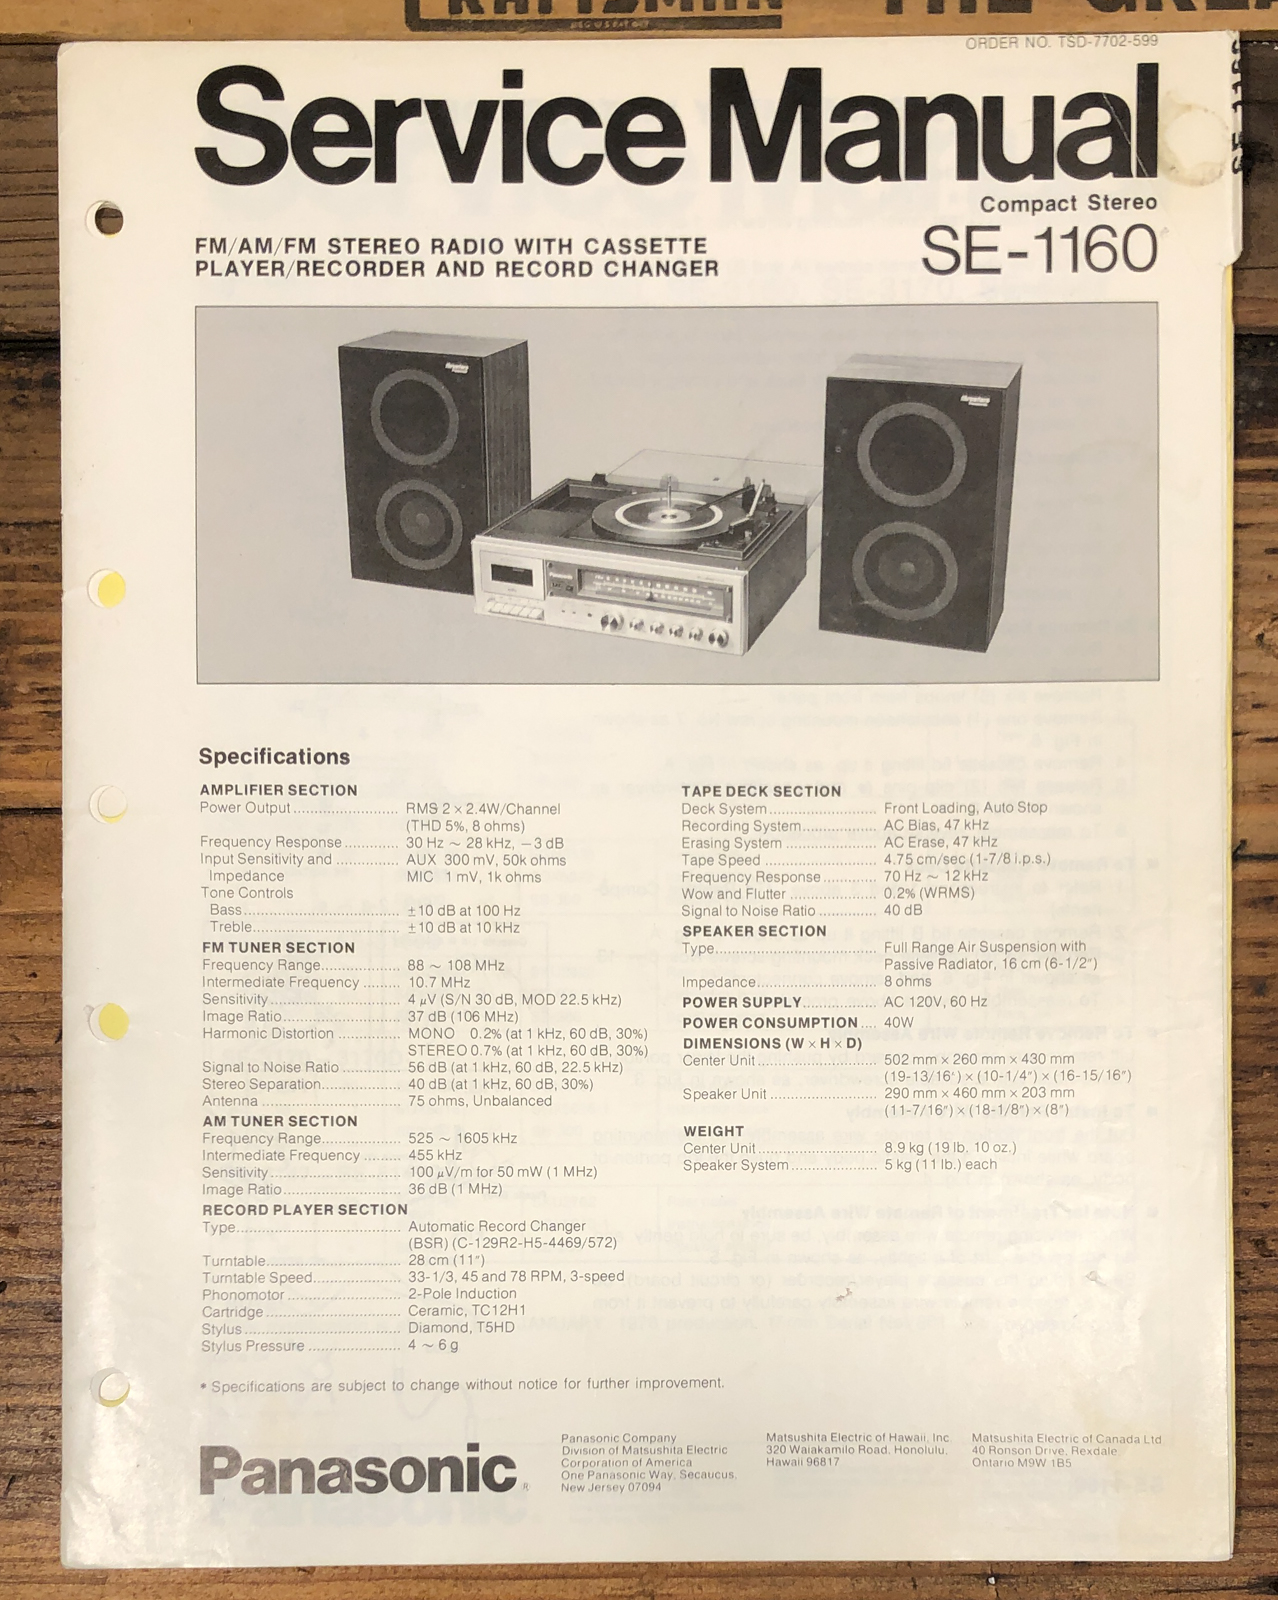 ORDER NO. TSD-7702-599
Service Manual
Compact Stereo
SE-1160
FM/AM/FM STEREO RADIO WITH CASSETTE
PLAYER/RECORDER AND RECORD CHANGER
Panasonic
Specifications
AMPLIFIER SECTION
Power Output RMS 2 × 2.4W/Channel
(THD 5%, 8 ohms)
Frequency Response 30 Hz ~ 28 kHz, −3 dB
Input Sensitivity and AUX 300 mV, 50k ohms
Impedance MIC 1 mV, 1k ohms
Tone Controls
Bass ±10 dB at 100 Hz
Treble ±10 dB at 10 kHz
FM TUNER SECTION
Frequency Range 88 ~ 108 MHz
Intermediate Frequency 10.7 MHz
Sensitivity 4 µV (S/N 30 dB, MOD 22.5 kHz)
Image Ratio 37 dB (106 MHz)
Harmonic Distortion MONO 0.2% (at 1 kHz, 60 dB, 30%)
STEREO 0.7% (at 1 kHz, 60 dB, 30%)
Signal to Noise Ratio 56 dB (at 1 kHz, 60 dB, 22.5 kHz)
Stereo Separation 40 dB (at 1 kHz, 60 dB, 30%)
Antenna 75 ohms, Unbalanced
AM TUNER SECTION
Frequency Range 525 ~ 1605 kHz
Intermediate Frequency 455 kHz
Sensitivity 100 µV/m for 50 mW (1 MHz)
Image Ratio 36 dB (1 MHz)
RECORD PLAYER SECTION
Type Automatic Record Changer
(BSR) (C-129R2-H5-4469/572)
Turntable 28 cm (11")
Turntable Speed 33-1/3, 45 and 78 RPM, 3-speed
Phonomotor 2-Pole Induction
Cartridge Ceramic, TC12H1
Stylus Diamond, T5HD
Stylus Pressure 4 ~ 6 g
TAPE DECK SECTION
Deck System Front Loading, Auto Stop
Recording System AC Bias, 47 kHz
Erasing System AC Erase, 47 kHz
Tape Speed 4.75 cm/sec (1-7/8 i.p.s.)
Frequency Response 70 Hz ~ 12 kHz
Wow and Flutter 0.2% (WRMS)
Signal to Noise Ratio 40 dB
SPEAKER SECTION
Type Full Range Air Suspension with
Passive Radiator, 16 cm (6-1/2")
Impedance 8 ohms
POWER SUPPLY AC 120V, 60 Hz
POWER CONSUMPTION 40W
DIMENSIONS (W × H × D)
Center Unit 502 mm × 260 mm × 430 mm
(19-13/16") × (10-1/4") × (16-15/16")
Speaker Unit 290 mm × 460 mm × 203 mm
(11-7/16") × (18-1/8") × (8")
WEIGHT
Center Unit 8.9 kg (19 lb. 10 oz.)
Speaker System 5 kg (11 lb.) each
* Specifications are subject to change without notice for further improvement.
Panasonic®
Panasonic Company
Division of Matsushita Electric
Corporation of America
One Panasonic Way, Secaucus,
New Jersey 07094
Matsushita Electric of Hawaii, Inc.
320 Waiakamilo Road, Honolulu,
Hawaii 96817
Matsushita Electric of Canada Ltd
40 Ronson Drive, Rexdale,
Ontario M9W 1B5